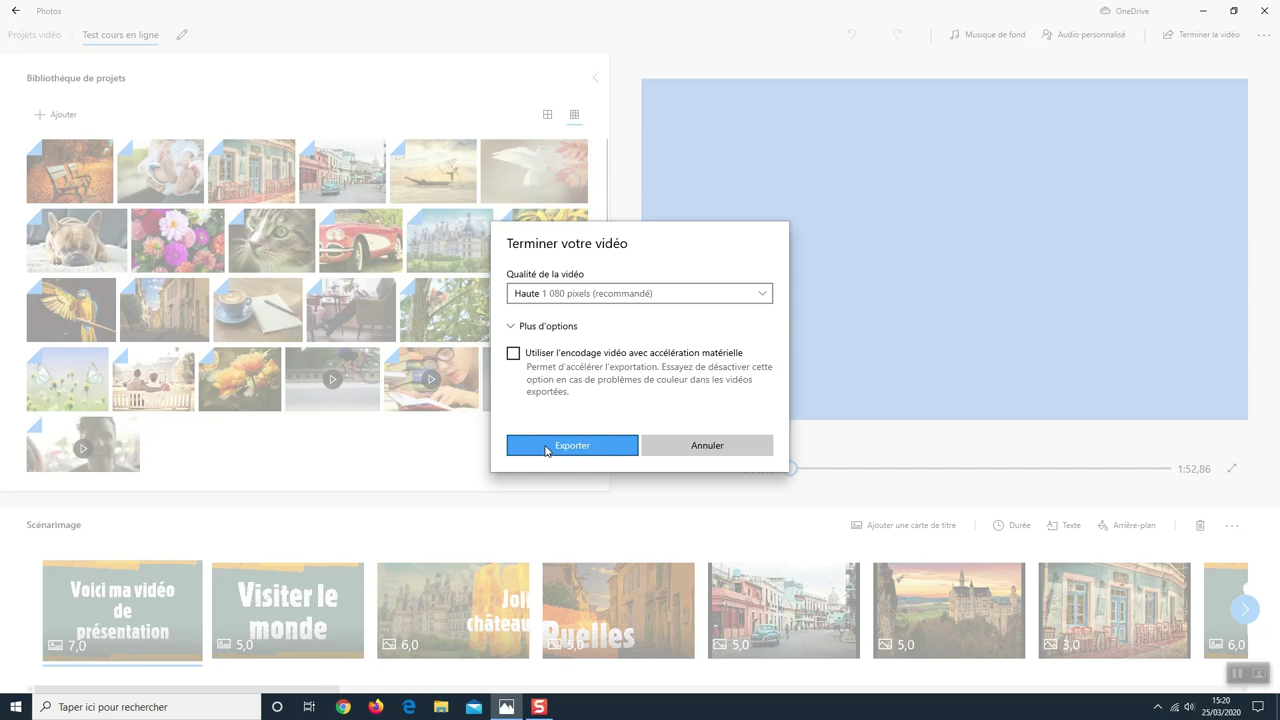 Photos
OneDrive
Projets vidéo
Test cours en ligne
Musique de fond
Audio personnalisé
Terminer la vidéo
Bibliothèque de projets
Ajouter
Terminer votre vidéo
Qualité de la vidéo
Haute 1 080 pixels (recommandé)
Plus d'options
Utiliser l'encodage vidéo avec accélération matérielle
Permet d'accélérer l'exportation. Essayez de désactiver cette
option en cas de problèmes de couleur dans les vidéos
exportées.
Exporter
Annuler
1:52,86
Scénarimage
Ajouter une carte de titre
Durée
Texte
Arrière-plan
Voici ma vidéo
de
présentation
7,0
Visiter le
monde
5,0
Joli
château
6,0
Ruelles
5,0
5,0
5,0
3,0
6,0
Taper ici pour rechercher
15:20
25/03/2020